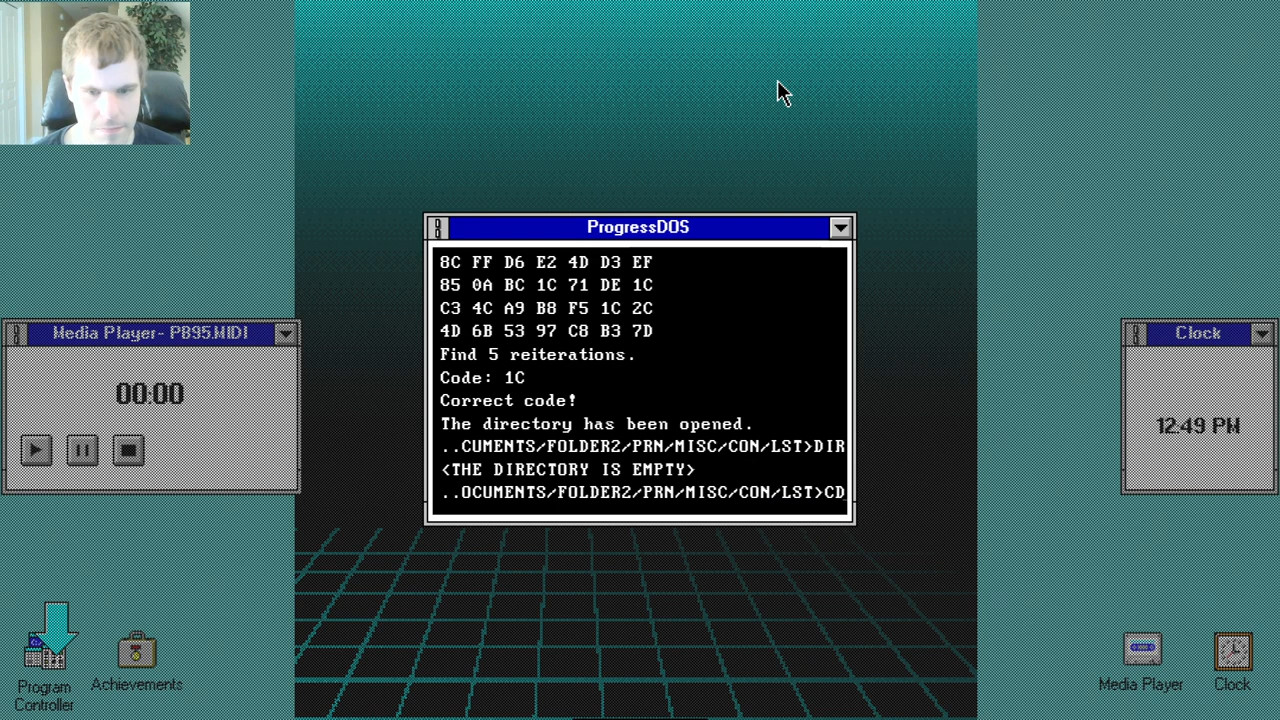 ProgressDOS
8C FF D6 E2 4D D3 EF
85 0A BC 1C 71 DE 1C
C3 4C A9 B8 F5 1C 2C
4D 6B 53 97 C8 B3 7D
Find 5 reiterations.
Code: 1C
Correct code!
The directory has been opened.
..CUMENTS/FOLDER2/PRN/MISC/CON/LST>DIR
<THE DIRECTORY IS EMPTY>
..OCUMENTS/FOLDER2/PRN/MISC/CON/LST>CD_
Media Player- PB95.MIDI
00:00
Clock
12:49 PM
Program
Controller
Achievements
Media Player
Clock